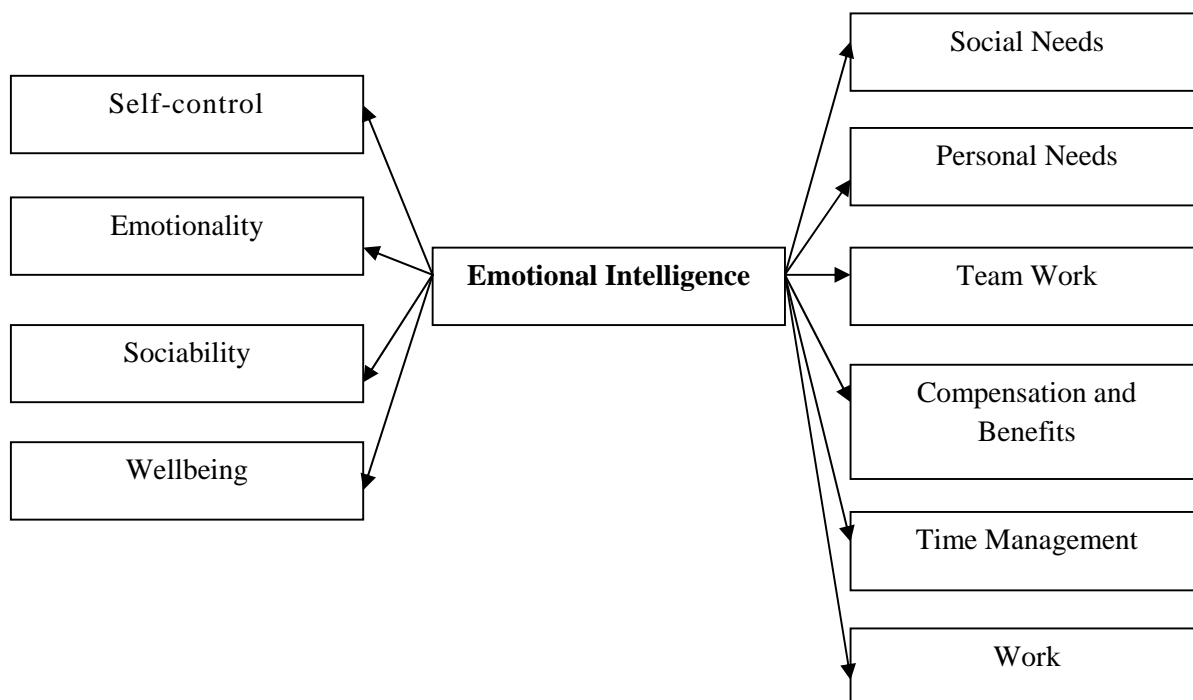 Self-control
Emotionality
Sociability
Wellbeing
Emotional Intelligence
Social Needs
Personal Needs
Team Work
Compensation and
Benefits
Time Management
Work